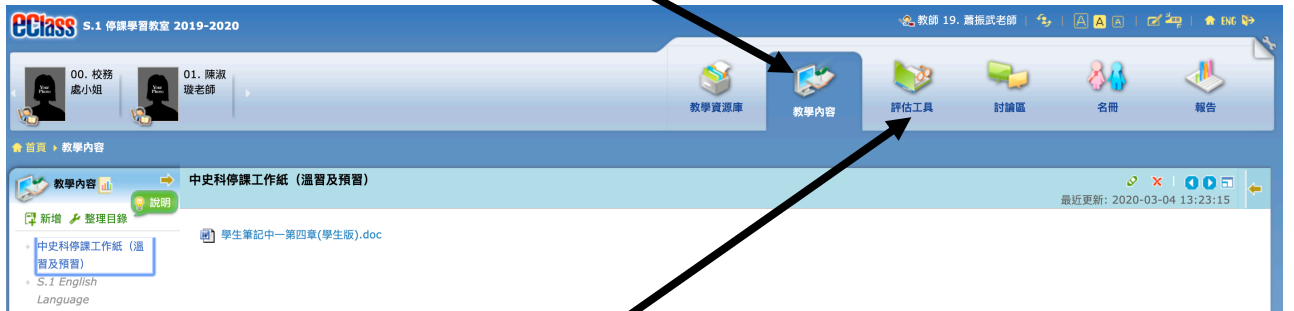 eClass S.1 停課學習教室 2019-2020
教師 19. 蕭振武老師
A A A
ENG
00. 校務
處小姐
01. 陳淑
璇老師
教學資源庫
教學內容
評估工具
討論區
名冊
報告
首頁 教學內容
教學內容
說明
新增 整理目錄
中史科停課工作紙（溫
習及預習）
S.1 English
Language
中史科停課工作紙（溫習及預習）
最近更新: 2020-03-04 13:23:15
學生筆記中一第四章(學生版).doc